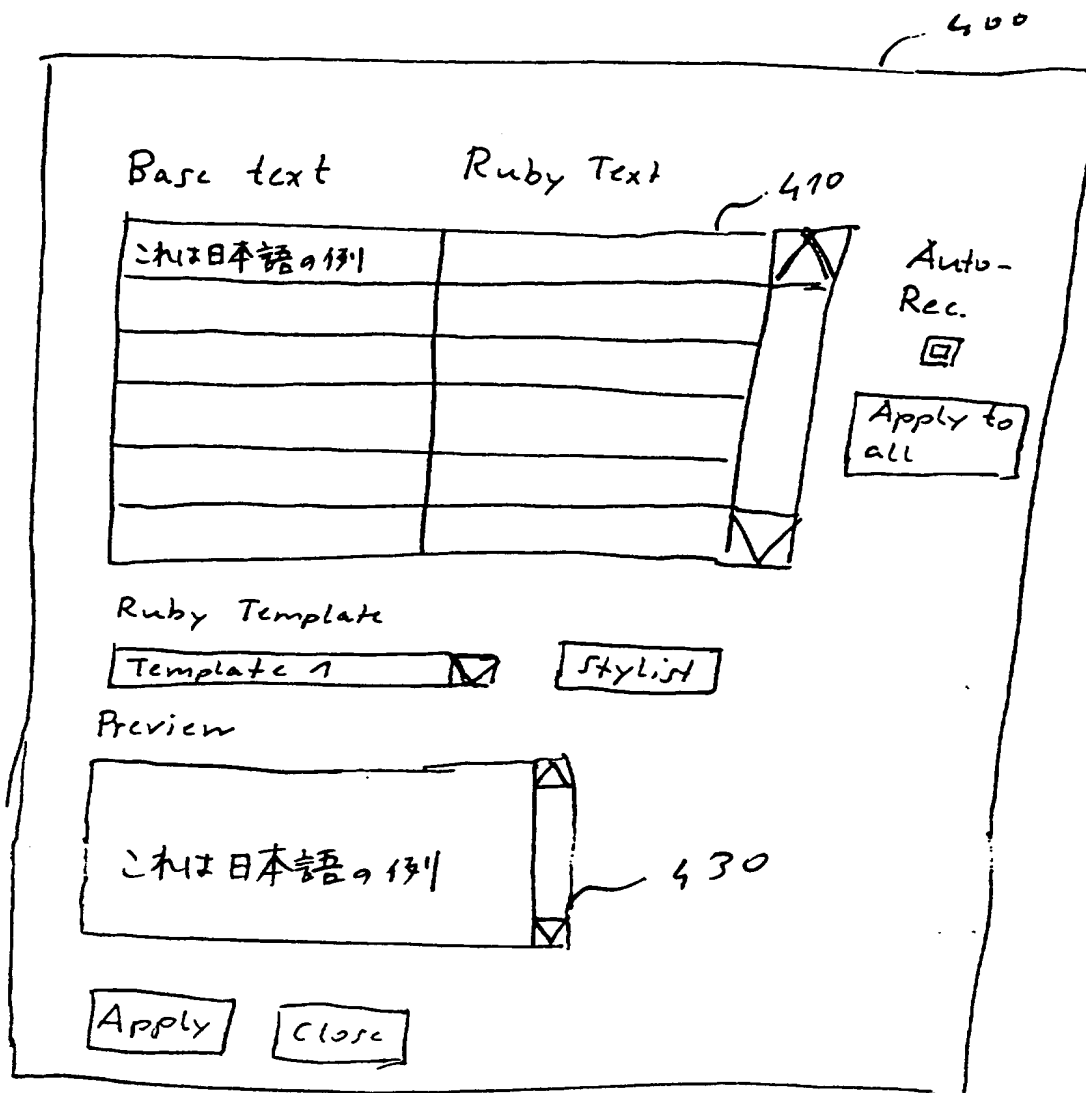 400
Base text Ruby Text
410
これは日本語の例
Auto-
Rec.
Apply to
all
Ruby Template
Template 1
Stylist
Preview
これは日本語の例
430
Apply Close